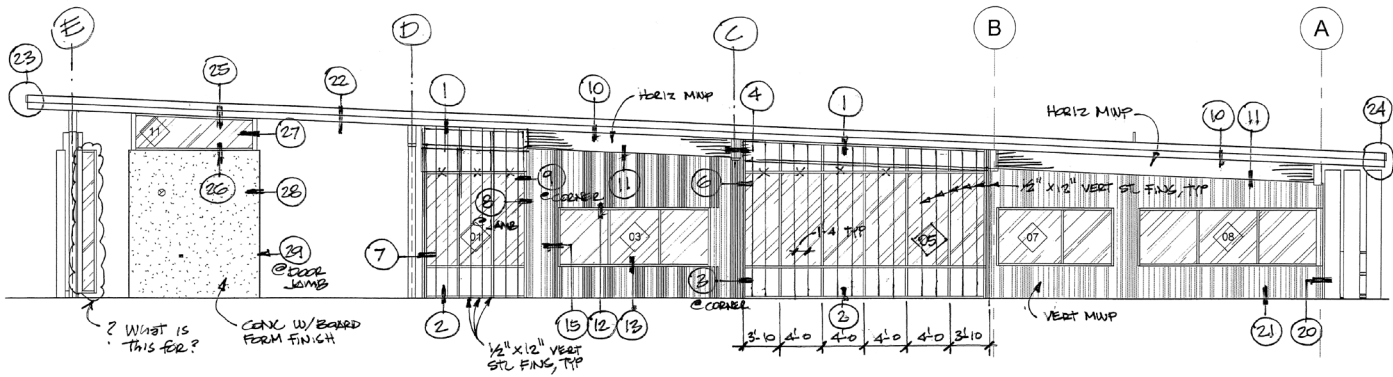 E
D
C
B
A
23
25
22
1
10
HORIZ MWP
4
1
HORIZ MWP
10
11
24
11
27
26
28
9
@ CORNER
8
@ JAMB
11
6
1/2" X 12" VERT STL FINS, TYP
01
03
1-4 TYP
05
07
08
7
29
@ DOOR
JAMB
3
@ CORNER
2
15
12
13
2
21
20
? WHAT IS
THIS FOR?
CONC W/ BOARD
FORM FINISH
1/2" X 12" VERT
STL FINS, TYP
3'-10
4'-0
4'-0
4'-0
4'-0
3'-10
VERT MWP